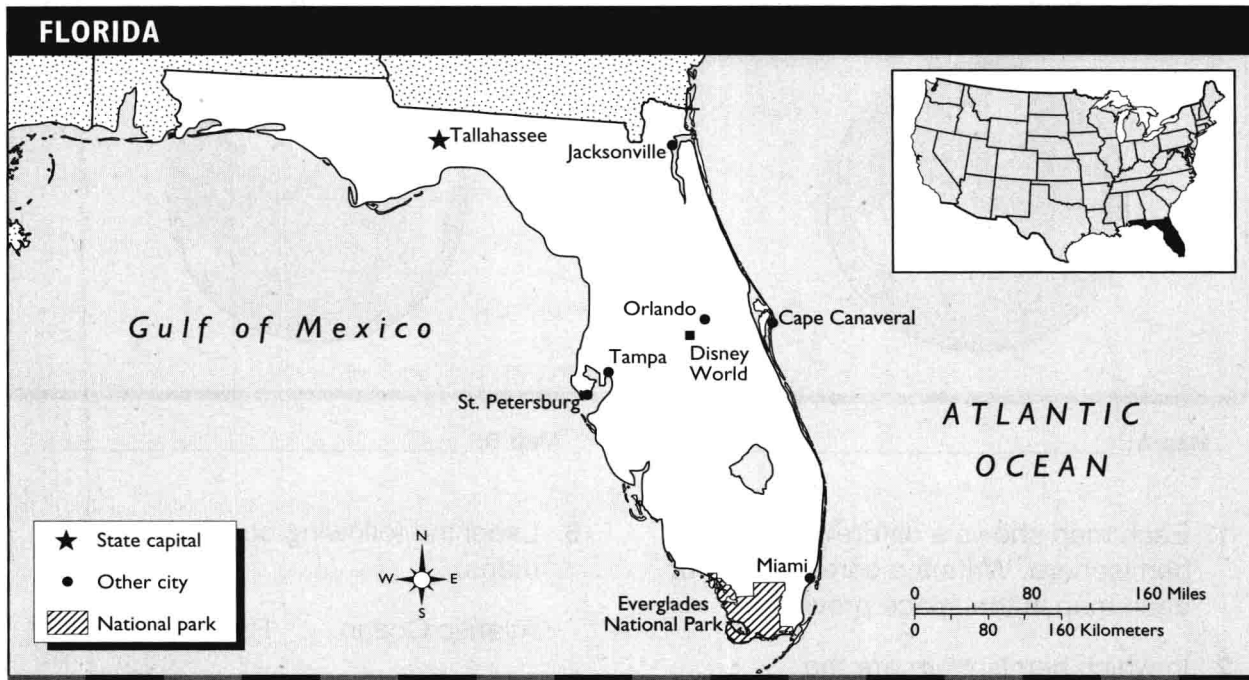 FLORIDA
Tallahassee
Jacksonville
Gulf of Mexico
Orlando
Cape Canaveral
Disney
World
Tampa
St. Petersburg
ATLANTIC
OCEAN
State capital
Other city
National park
N
W E
S
Miami
Everglades
National Park
0 80 160 Miles
0 80 160 Kilometers